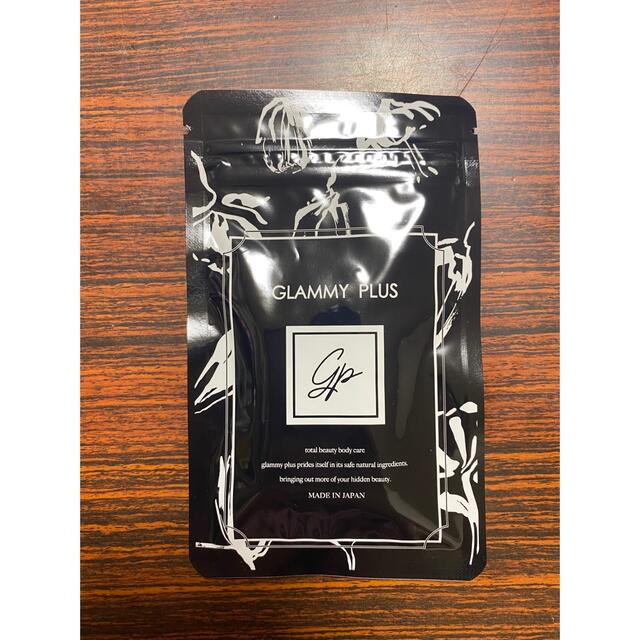 GLAMMY PLUS
Gp
total beauty body care
glammy plus prides itself in its safe natural ingredients.
bringing out more of your hidden beauty.
MADE IN JAPAN